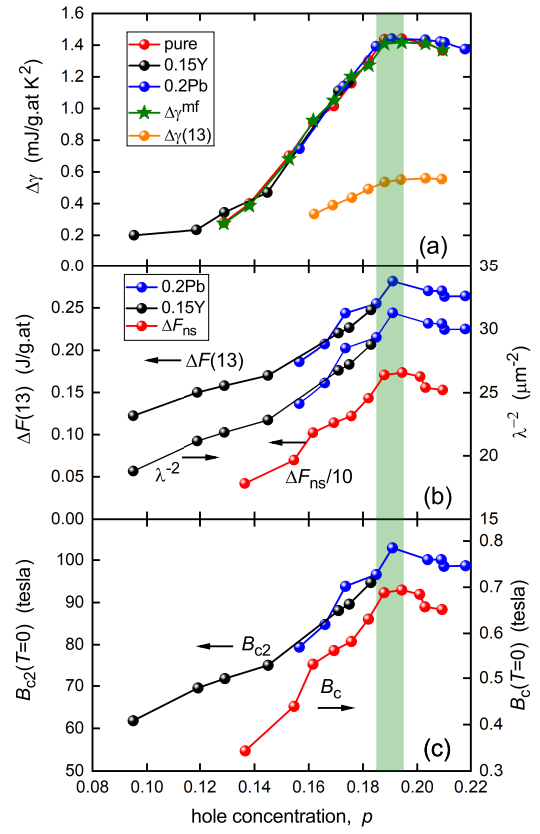 1.6
1.4
1.2
1.0
0.8
0.6
0.4
0.2
0.0
Δγ (mJ/g.at K²)
pure
0.15Y
0.2Pb
Δγᵐᶠ
Δγ(13)
(a)
0.25
0.20
0.15
0.10
0.05
0.00
ΔF(13) (J/g.at)
0.2Pb
0.15Y
ΔFₙₛ
ΔF(13)
λ⁻²
ΔFₙₛ/10
(b)
35
30
25
20
15
λ⁻² (μm⁻²)
100
90
80
70
60
50
B_c2(T=0) (tesla)
B_c2
B_c
(c)
0.8
0.7
0.6
0.5
0.4
0.3
B_c(T=0) (tesla)
0.08 0.10 0.12 0.14 0.16 0.18 0.20 0.22
hole concentration, p